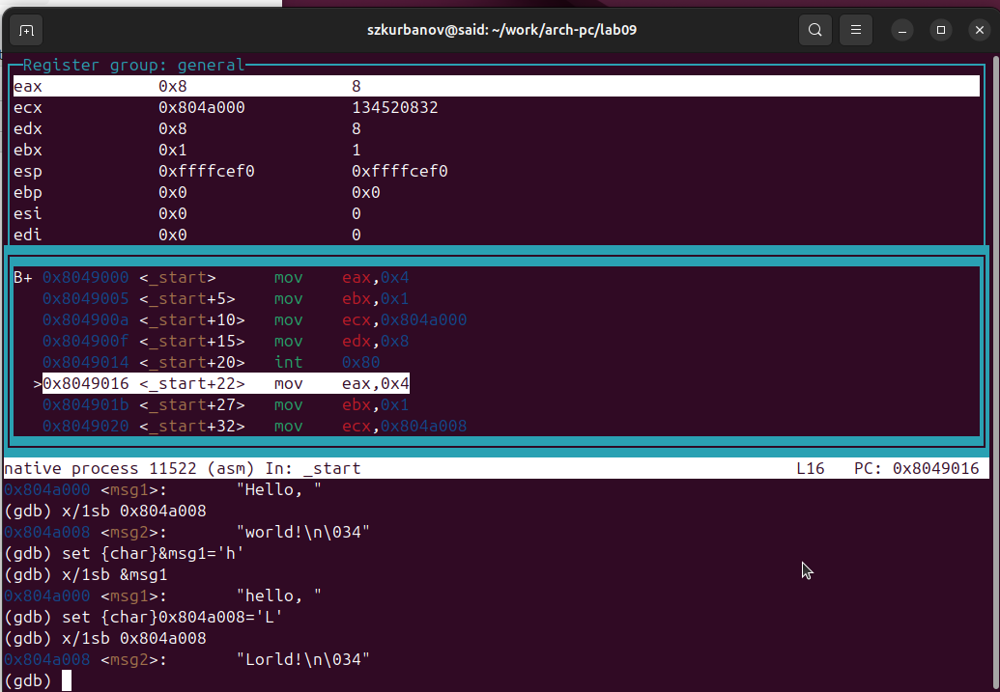 szkurbanov@said: ~/work/arch-pc/lab09
Register group: general
eax 0x8 8
ecx 0x804a000 134520832
edx 0x8 8
ebx 0x1 1
esp 0xffffcef0 0xffffcef0
ebp 0x0 0x0
esi 0x0 0
edi 0x0 0
B+ 0x8049000 <_start> mov eax,0x4
0x8049005 <_start+5> mov ebx,0x1
0x804900a <_start+10> mov ecx,0x804a000
0x804900f <_start+15> mov edx,0x8
0x8049014 <_start+20> int 0x80
>0x8049016 <_start+22> mov eax,0x4
0x804901b <_start+27> mov ebx,0x1
0x8049020 <_start+32> mov ecx,0x804a008
native process 11522 (asm) In: _start L16 PC: 0x8049016
0x804a000 <msg1>: "Hello, "
(gdb) x/1sb 0x804a008
0x804a008 <msg2>: "world!\n\034"
(gdb) set {char}&msg1='h'
(gdb) x/1sb &msg1
0x804a000 <msg1>: "hello, "
(gdb) set {char}0x804a008='L'
(gdb) x/1sb 0x804a008
0x804a008 <msg2>: "Lorld!\n\034"
(gdb)